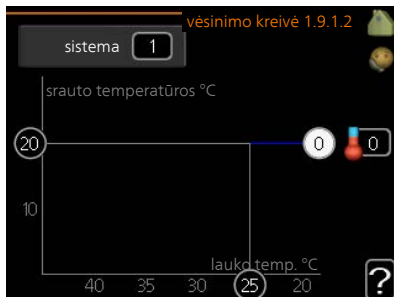 vėsinimo kreivė 1.9.1.2
sistema 1
srauto temperatūros °C
20 0 0
10
lauko temp. °C
40 35 30 25 20
?